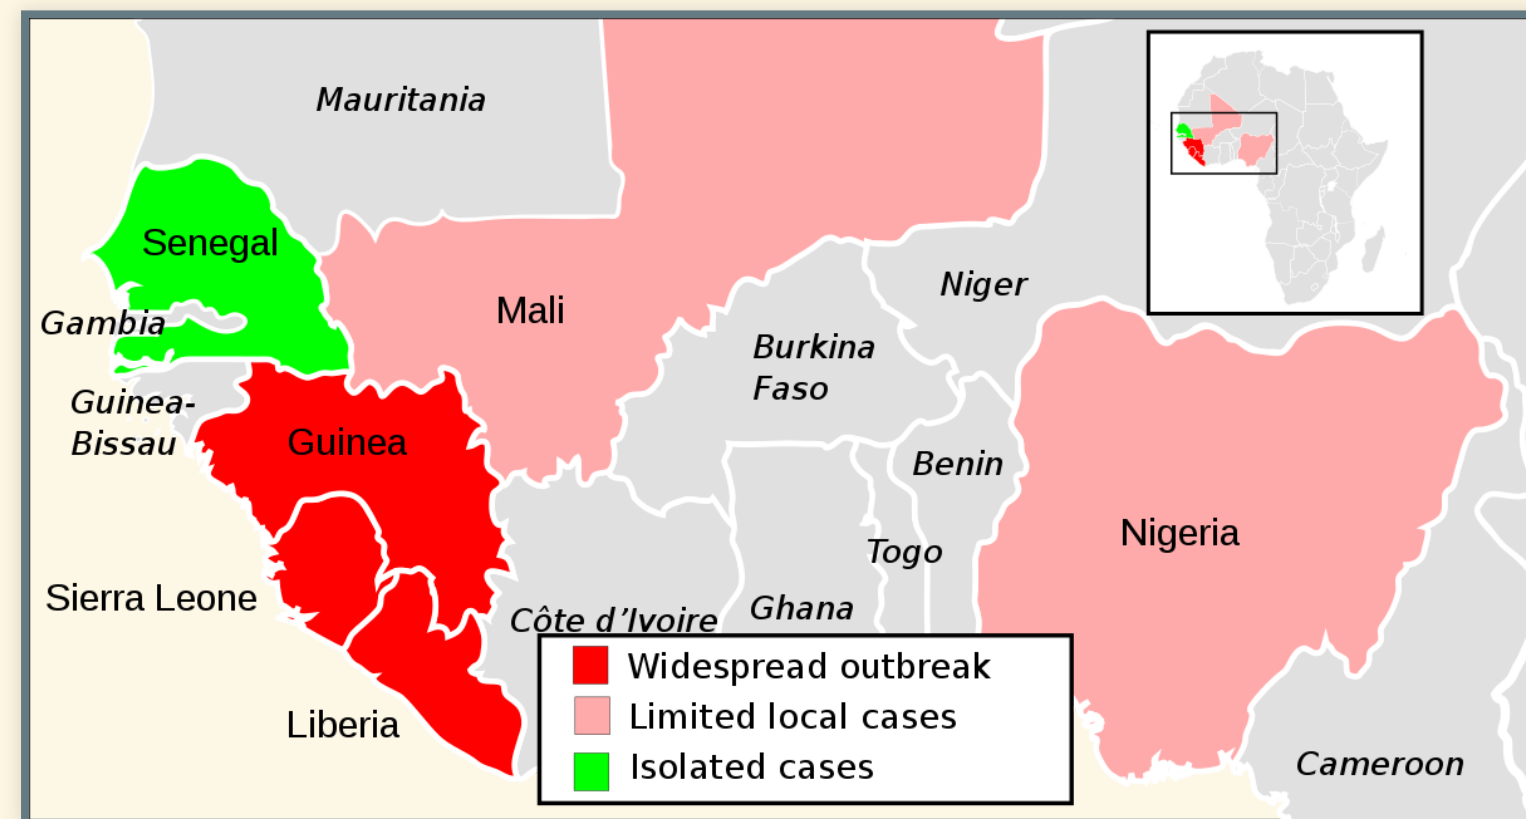 Mauritania
Senegal
Gambia
Guinea-
Bissau
Guinea
Mali
Niger
Burkina
Faso
Benin
Togo
Ghana
Côte d’Ivoire
Nigeria
Sierra Leone
Liberia
Cameroon
Widespread outbreak
Limited local cases
Isolated cases